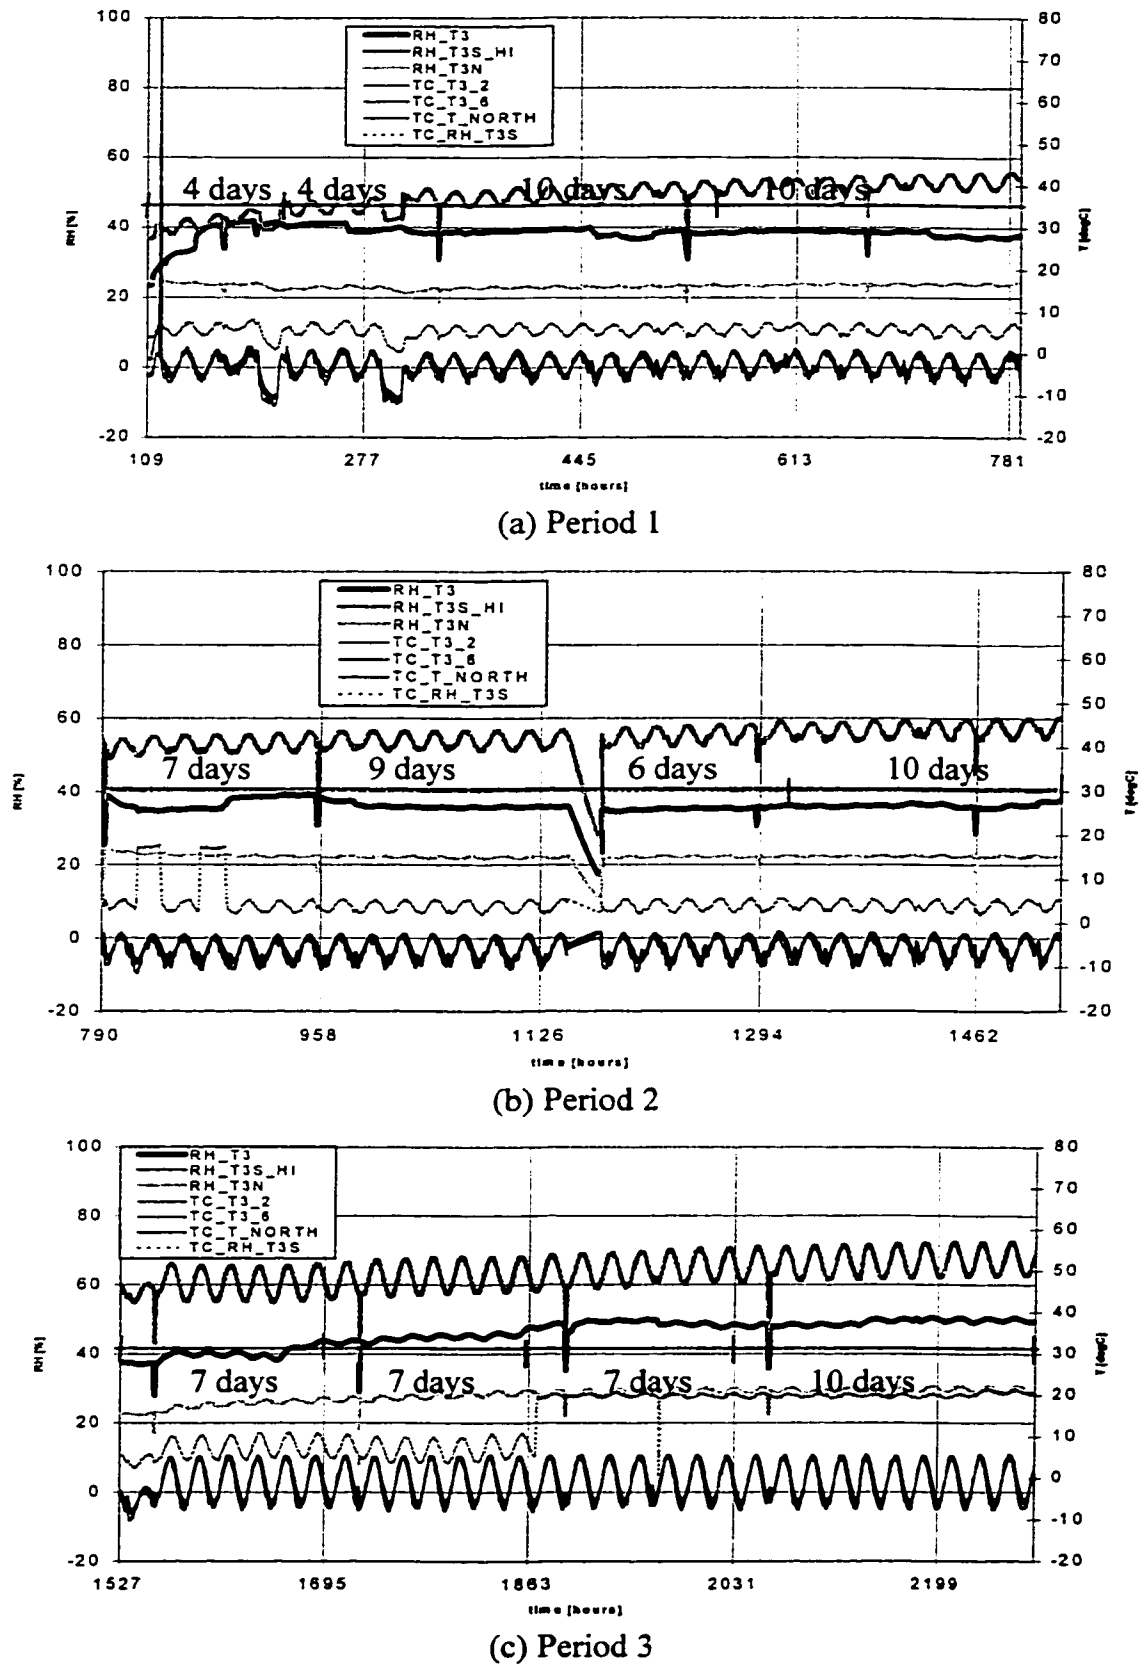 100
80
60
40
20
0
-20
RH [%]
80
70
60
50
40
30
20
10
0
-10
-20
T [degC]
RH_T3
RH_T3S_HI
RH_T3N
TC_T3_2
TC_T3_6
TC_T_NORTH
TC_RH_T3S
4 days 4 days 10 days 10 days
109 277 445 613 781
time [hours]
(a) Period 1
100
80
60
40
20
0
-20
RH [%]
80
70
60
50
40
30
20
10
0
-10
-20
T [degC]
RH_T3
RH_T3S_HI
RH_T3N
TC_T3_2
TC_T3_6
TC_T_NORTH
TC_RH_T3S
7 days 9 days 6 days 10 days
790 958 1126 1294 1462
time [hours]
(b) Period 2
100
80
60
40
20
0
-20
RH [%]
80
70
60
50
40
30
20
10
0
-10
-20
T [degC]
RH_T3
RH_T3S_HI
RH_T3N
TC_T3_2
TC_T3_6
TC_T_NORTH
TC_RH_T3S
7 days 7 days 7 days 10 days
1527 1695 1863 2031 2199
time [hours]
(c) Period 3